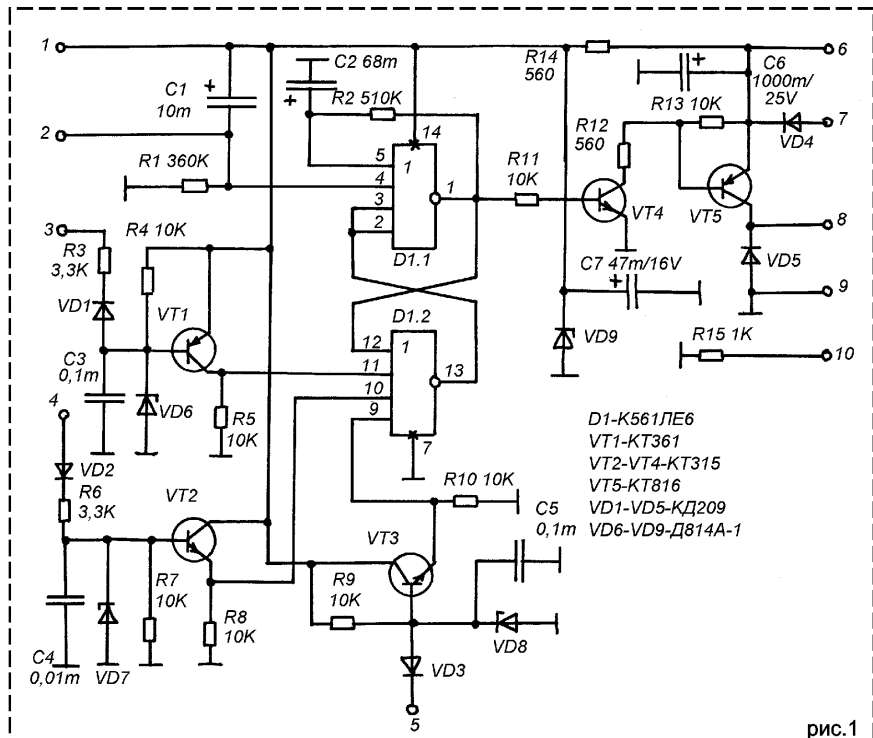 1
2
3
4
5
6
7
8
9
10
C1
10m
C2 68m
R2 510K
R1 360K
R14
560
C6
1000m/
25V
R13 10K
VD4
R12
560
R11
10K
VT4
VT5
VD5
C7 47m/16V
VD9
R15 1K
14
5
4
3
2
1
1
D1.1
D1.2
12
11
10
9
1
13
7
R3
3,3K
R4 10K
VD1
VT1
C3
0,1m
VD6
R5
10K
VD2
R6
3,3K
VT2
R7
10K
R8
10K
C4
0,01m
VD7
R10 10K
VT3
R9
10K
C5
0,1m
VD8
VD3
D1-К561ЛЕ6
VT1-КТ361
VT2-VT4-КТ315
VT5-КТ816
VD1-VD5-КД209
VD6-VD9-Д814А-1
рис.1